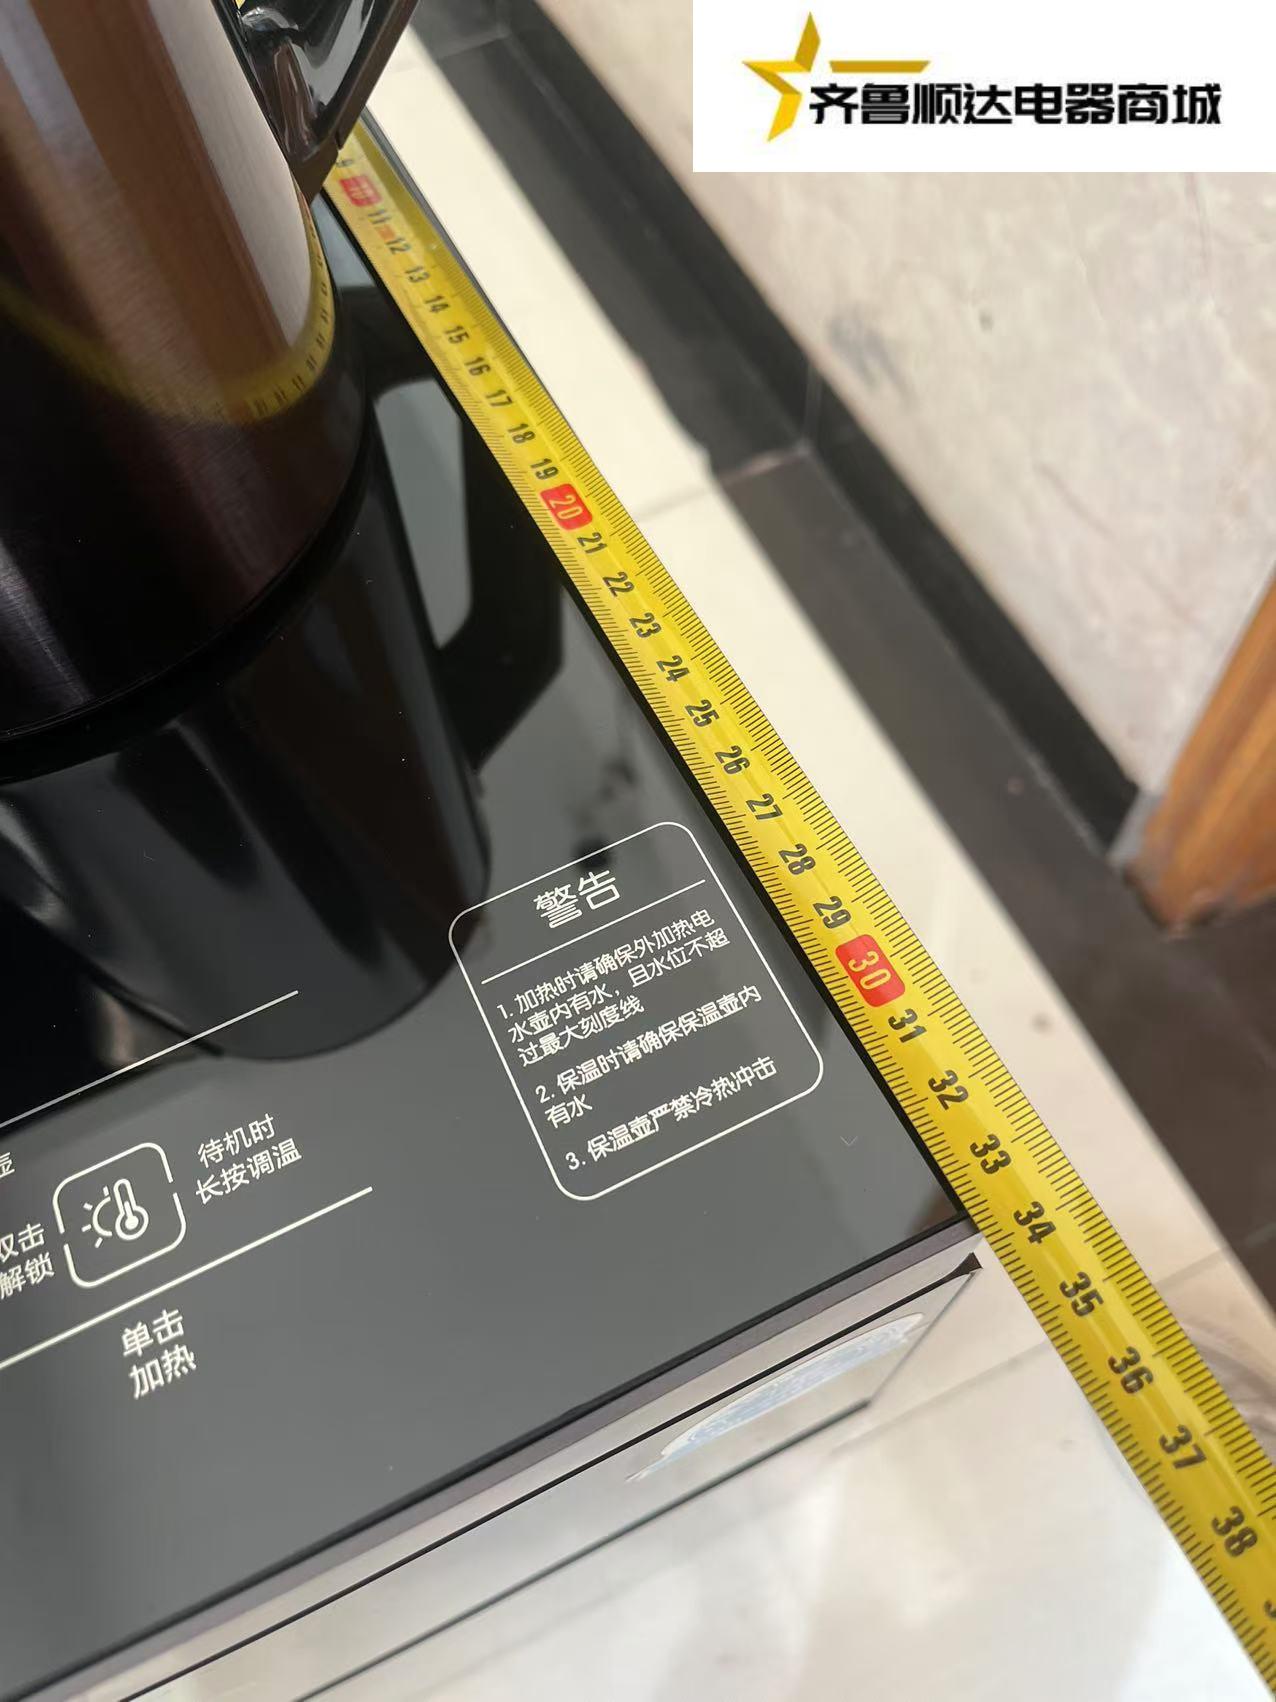 齐鲁顺达电器商城
9
10
11
12
13
14
15
16
17
18
19
20
21
22
23
24
25
26
27
28
29
30
31
32
33
34
35
36
37
38
警告
1. 加热时请确保外加热电
水壶内有水，且水位不超
过最大刻度线
2. 保温时请确保保温壶内
有水
3. 保温壶严禁冷热冲击
壶
待机时
长按调温
双击
解锁
单击
加热